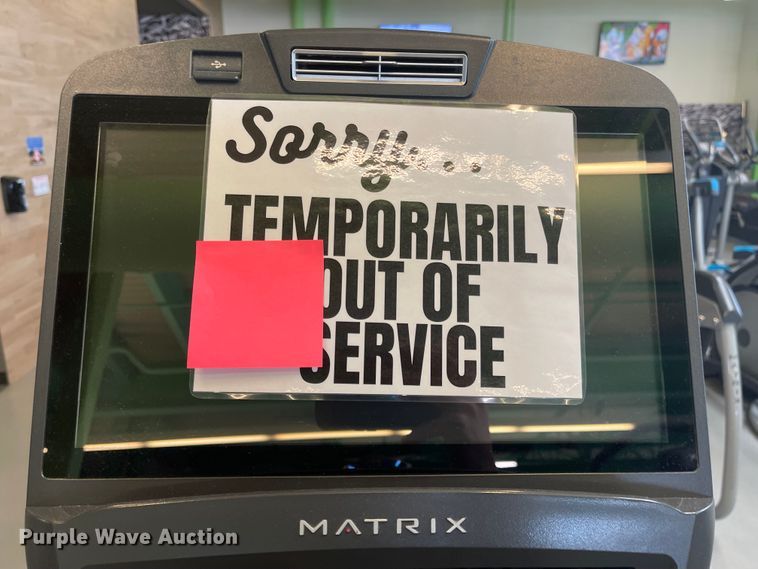 Sorry...
TEMPORARILY
OUT OF
SERVICE
MATRIX
Purple Wave Auction